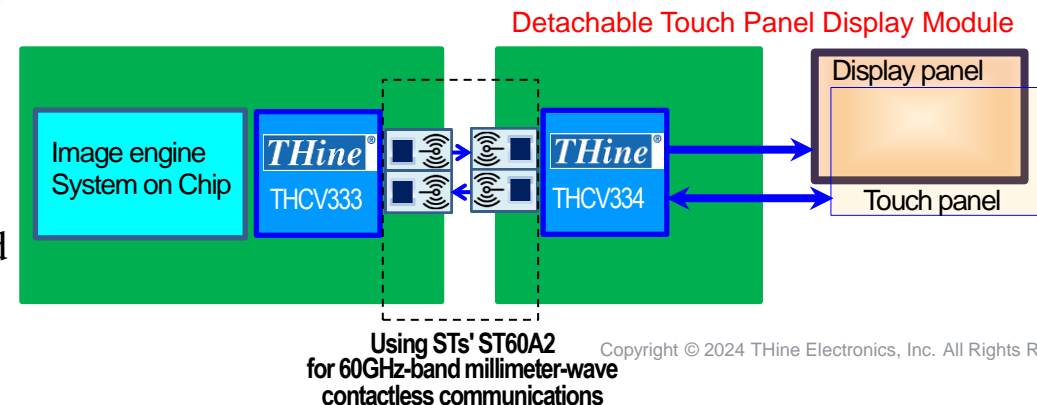 Detachable Touch Panel Display Module
Image engine
System on Chip
THine®
THCV333
THine®
THCV334
Display panel
Touch panel
Using STs' ST60A2
for 60GHz-band millimeter-wave
contactless communications
Copyright © 2024 THine Electronics, Inc. All Rights R